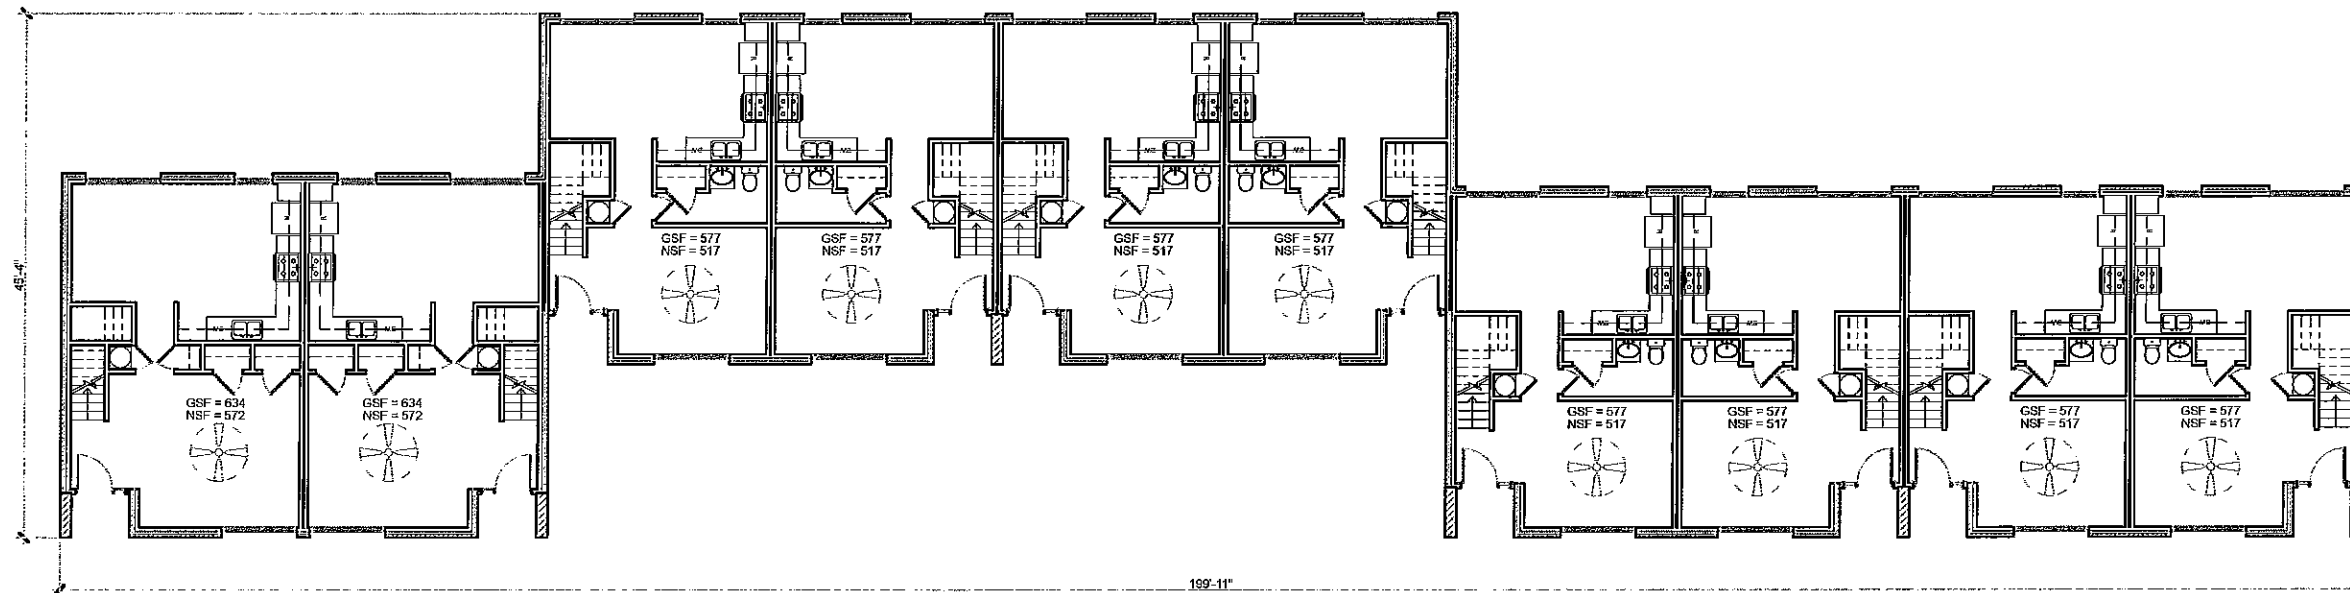 45'-4"
GSF = 577
NSF = 517
GSF = 577
NSF = 517
GSF = 577
NSF = 517
GSF = 577
NSF = 517
GSF = 634
NSF = 572
GSF = 634
NSF = 572
GSF = 577
NSF = 517
GSF = 577
NSF = 517
GSF = 577
NSF = 517
GSF = 577
NSF = 517
199'-11"